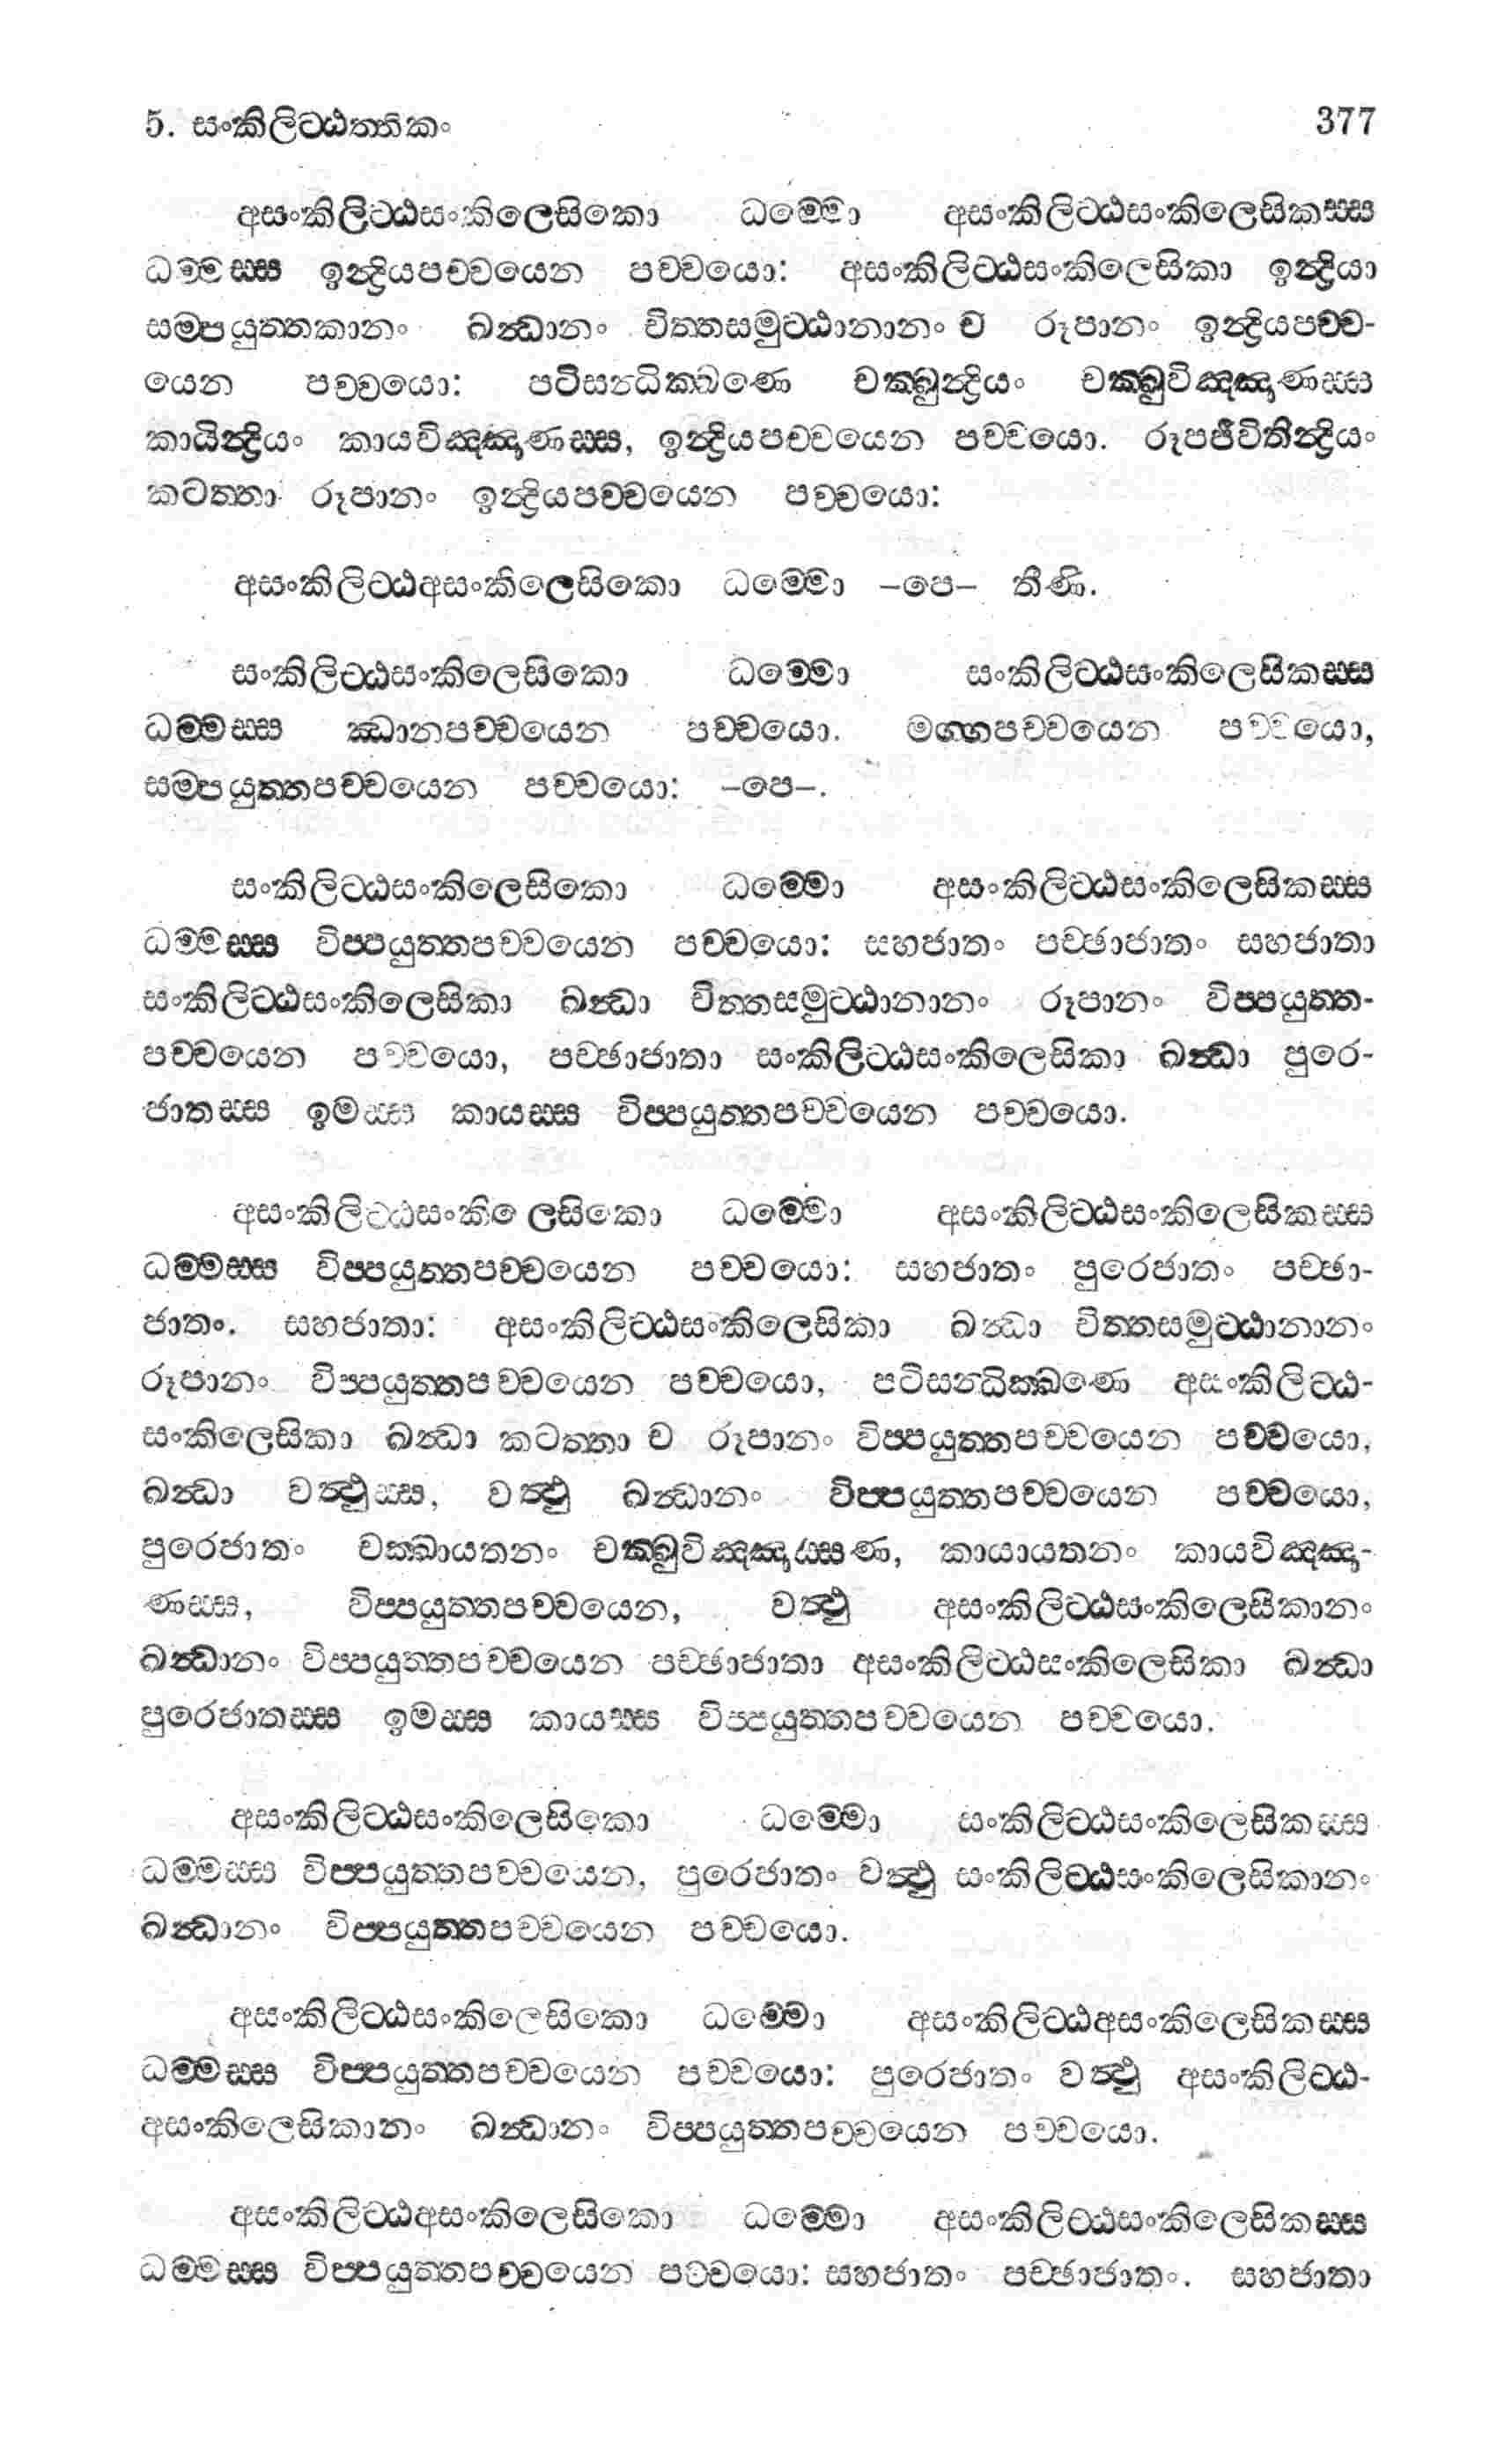 5. සංකිලිට්ඨත්තිකං 377
අසංකිලිට්ඨසංකිලෙසිකො ධම්මො අසංකිලිට්ඨසංකිලෙසිකස්ස
ධම්මස්ස ඉන්ද්‍රියපච්චයෙන පච්චයො: අසංකිලිට්ඨසංකිලෙසිකා ඉන්ද්‍රියා
සම්පයුත්තකානං ඛන්ධානං චිත්තසමුට්ඨානානං ච රූපානං ඉන්ද්‍රියපච්ච-
යෙන පච්චයො: පටිසන්ධික්ඛණෙ චක්ඛුන්ද්‍රියං චක්ඛුවිඤ්ඤාණස්ස
කායින්ද්‍රියං කායවිඤ්ඤාණස්ස, ඉන්ද්‍රියපච්චයෙන පච්චයො. රූපජීවිතින්ද්‍රියං
කටත්තා රූපානං ඉන්ද්‍රියපච්චයෙන පච්චයො:
අසංකිලිට්ඨඅසංකිලෙසිකො ධම්මො –පෙ– තීණි.
සංකිලිට්ඨසංකිලෙසිකො ධම්මො සංකිලිට්ඨසංකිලෙසිකස්ස
ධම්මස්ස ඣානපච්චයෙන පච්චයො. මග්ගපච්චයෙන පච්චයො,
සම්පයුත්තපච්චයෙන පච්චයො: –පෙ–.
සංකිලිට්ඨසංකිලෙසිකො ධම්මො අසංකිලිට්ඨසංකිලෙසිකස්ස
ධම්මස්ස විප්පයුත්තපච්චයෙන පච්චයො: සහජාතං පච්ඡාජාතං සහජාතා
සංකිලිට්ඨසංකිලෙසිකා ඛන්ධා චිත්තසමුට්ඨානානං රූපානං විප්පයුත්ත-
පච්චයෙන පච්චයො, පච්ඡාජාතා සංකිලිට්ඨසංකිලෙසිකා ඛන්ධා පුරෙ-
ජාතස්ස ඉමස්ස කායස්ස විප්පයුත්තපච්චයෙන පච්චයො.
අසංකිලිට්ඨසංකිලෙසිකො ධම්මො අසංකිලිට්ඨසංකිලෙසිකස්ස
ධම්මස්ස විප්පයුත්තපච්චයෙන පච්චයො: සහජාතං පුරෙජාතං පච්ඡා-
ජාතං. සහජාතා: අසංකිලිට්ඨසංකිලෙසිකා ඛන්ධා චිත්තසමුට්ඨානානං
රූපානං විප්පයුත්තපච්චයෙන පච්චයො, පටිසන්ධික්ඛණෙ අසංකිලිට්ඨ-
සංකිලෙසිකා ඛන්ධා කටත්තා ච රූපානං විප්පයුත්තපච්චයෙන පච්චයො,
ඛන්ධා වත්ථුස්ස, වත්ථු ඛන්ධානං විප්පයුත්තපච්චයෙන පච්චයො,
පුරෙජාතං චක්ඛායතනං චක්ඛුවිඤ්ඤාස්සණ, කායායතනං කායවිඤ්ඤා-
ණස්ස, විප්පයුත්තපච්චයෙන, වත්ථු අසංකිලිට්ඨසංකිලෙසිකානං
ඛන්ධානං විප්පයුත්තපච්චයෙන පච්ඡාජාතා අසංකිලිට්ඨසංකිලෙසිකා ඛන්ධා
පුරෙජාතස්ස ඉමස්ස කායස්ස විප්පයුත්තපච්චයෙන පච්චයො.
අසංකිලිට්ඨසංකිලෙසිකො ධම්මො සංකිලිට්ඨසංකිලෙසිකස්ස
ධම්මස්ස විප්පයුත්තපච්චයෙන, පුරෙජාතං වත්ථු සංකිලිට්ඨසංකිලෙසිකානං
ඛන්ධානං විප්පයුත්තපච්චයෙන පච්චයො.
අසංකිලිට්ඨසංකිලෙසිකො ධම්මො අසංකිලිට්ඨඅසංකිලෙසිකස්ස
ධම්මස්ස විප්පයුත්තපච්චයෙන පච්චයො: පුරෙජාතං වත්ථු අසංකිලිට්ඨ-
අසංකිලෙසිකානං ඛන්ධානං විප්පයුත්තපච්චයෙන පච්චයො.
අසංකිලිට්ඨඅසංකිලෙසිකො ධම්මො අසංකිලිට්ඨසංකිලෙසිකස්ස
ධම්මස්ස විප්පයුත්තපච්චයෙන පච්චයො: සහජාතං පච්ඡාජාතං. සහජාතා